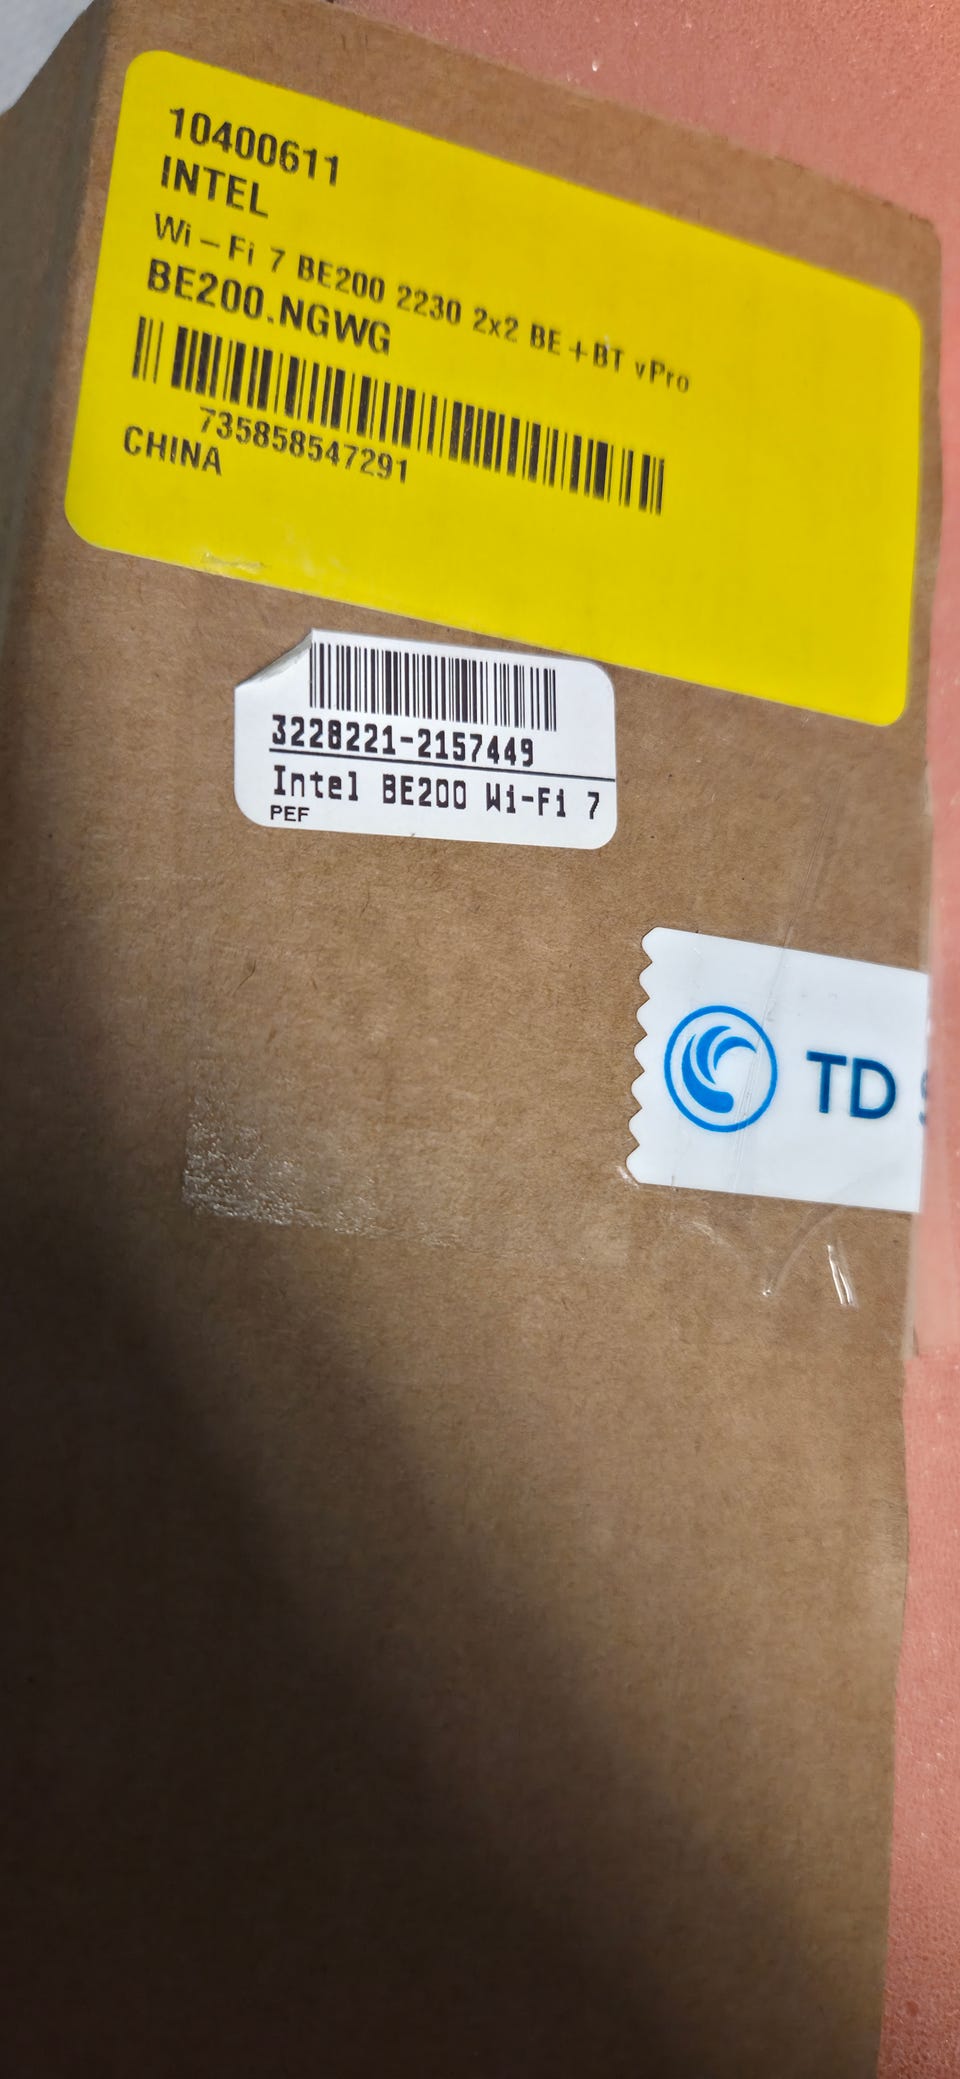 10400611
INTEL
Wi-Fi 7 BE200 2230 2x2 BE+BT vPro
BE200.NGWG
735858547291
CHINA
3228221-2157449
Intel BE200 Wi-Fi 7
PEF
TD